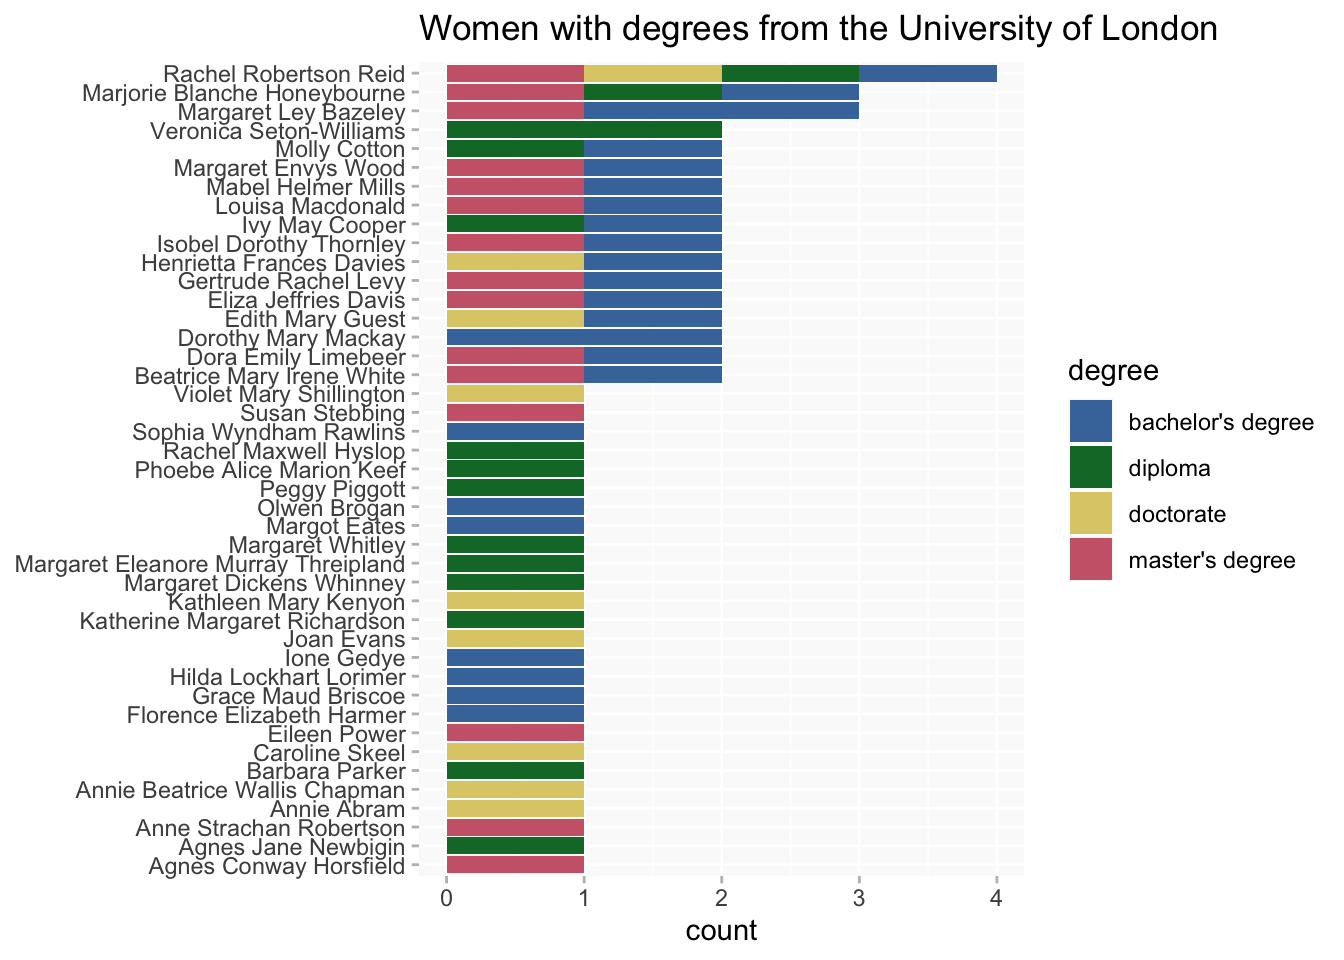 Women with degrees from the University of London
Rachel Robertson Reid
Marjorie Blanche Honeybourne
Margaret Ley Bazeley
Veronica Seton-Williams
Molly Cotton
Margaret Envys Wood
Mabel Helmer Mills
Louisa Macdonald
Ivy May Cooper
Isobel Dorothy Thornley
Henrietta Frances Davies
Gertrude Rachel Levy
Eliza Jeffries Davis
Edith Mary Guest
Dorothy Mary Mackay
Dora Emily Limebeer
Beatrice Mary Irene White
Violet Mary Shillington
Susan Stebbing
Sophia Wyndham Rawlins
Rachel Maxwell Hyslop
Phoebe Alice Marion Keef
Peggy Piggott
Olwen Brogan
Margot Eates
Margaret Whitley
Margaret Eleanore Murray Threipland
Margaret Dickens Whinney
Kathleen Mary Kenyon
Katherine Margaret Richardson
Joan Evans
Ione Gedye
Hilda Lockhart Lorimer
Grace Maud Briscoe
Florence Elizabeth Harmer
Eileen Power
Caroline Skeel
Barbara Parker
Annie Beatrice Wallis Chapman
Annie Abram
Anne Strachan Robertson
Agnes Jane Newbigin
Agnes Conway Horsfield
0 1 2 3 4
count
degree
bachelor's degree
diploma
doctorate
master's degree